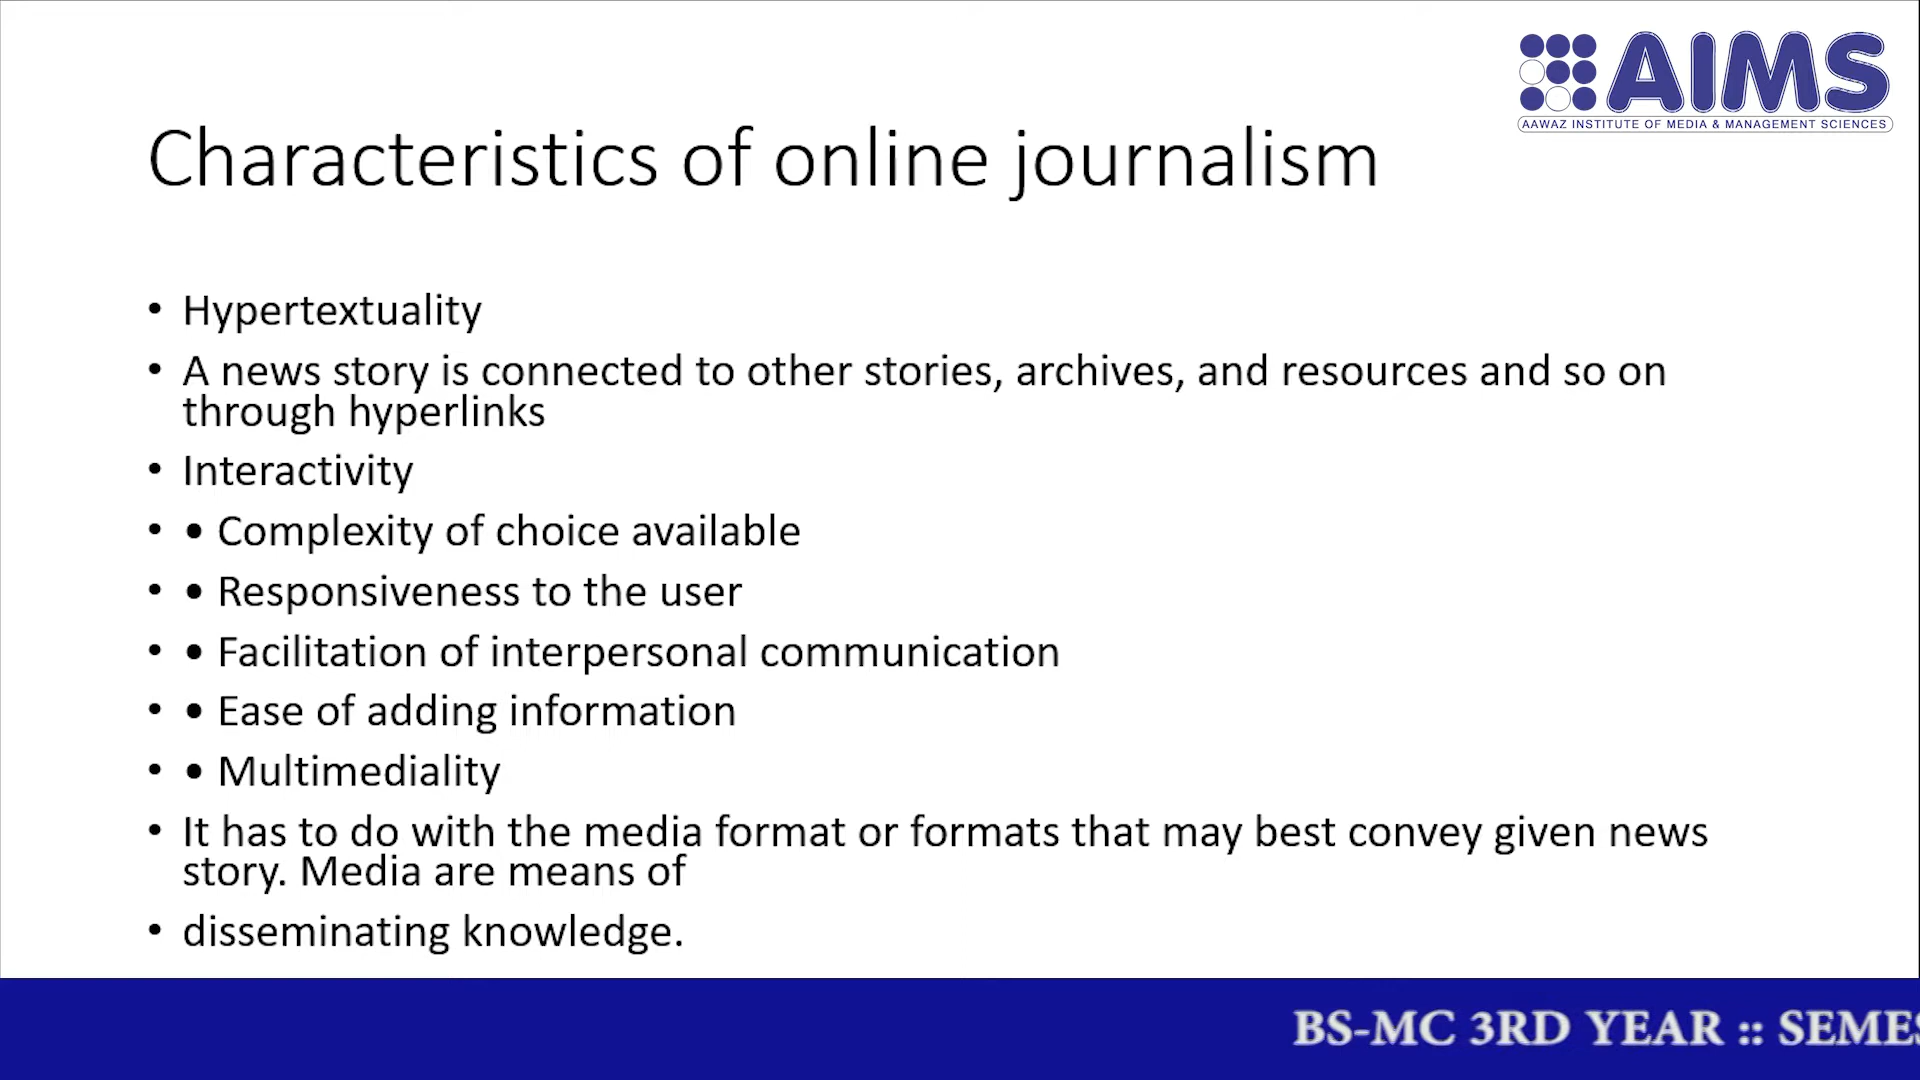 AIMS
AAWAZ INSTITUTE OF MEDIA & MANAGEMENT SCIENCES
Characteristics of online journalism
• Hypertextuality
• A news story is connected to other stories, archives, and resources and so on
through hyperlinks
• Interactivity
• • Complexity of choice available
• • Responsiveness to the user
• • Facilitation of interpersonal communication
• • Ease of adding information
• • Multimediality
• It has to do with the media format or formats that may best convey given news
story. Media are means of
• disseminating knowledge.
BS-MC 3RD YEAR :: SEMES